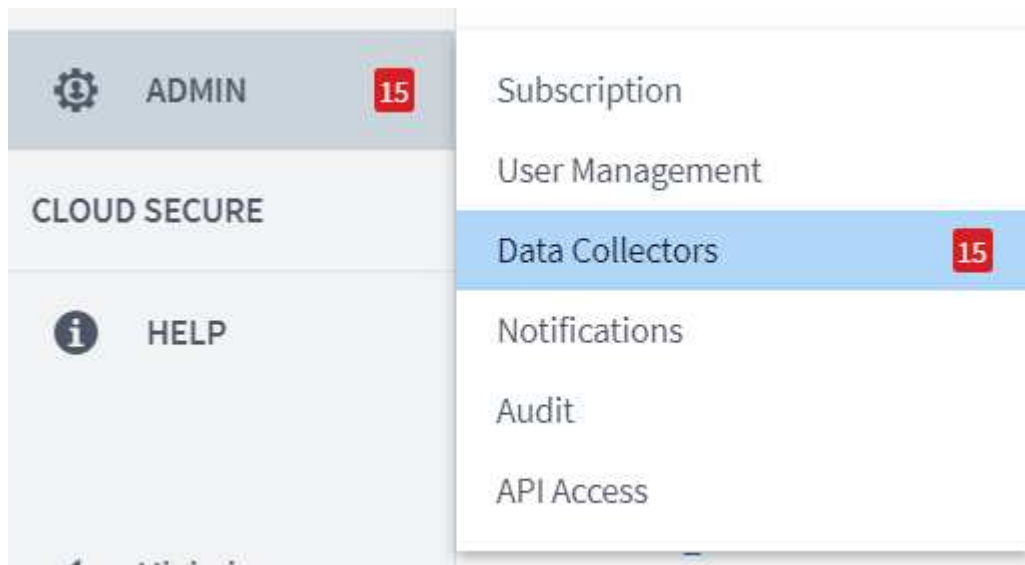 ADMIN 15
CLOUD SECURE
HELP
Subscription
User Management
Data Collectors 15
Notifications
Audit
API Access